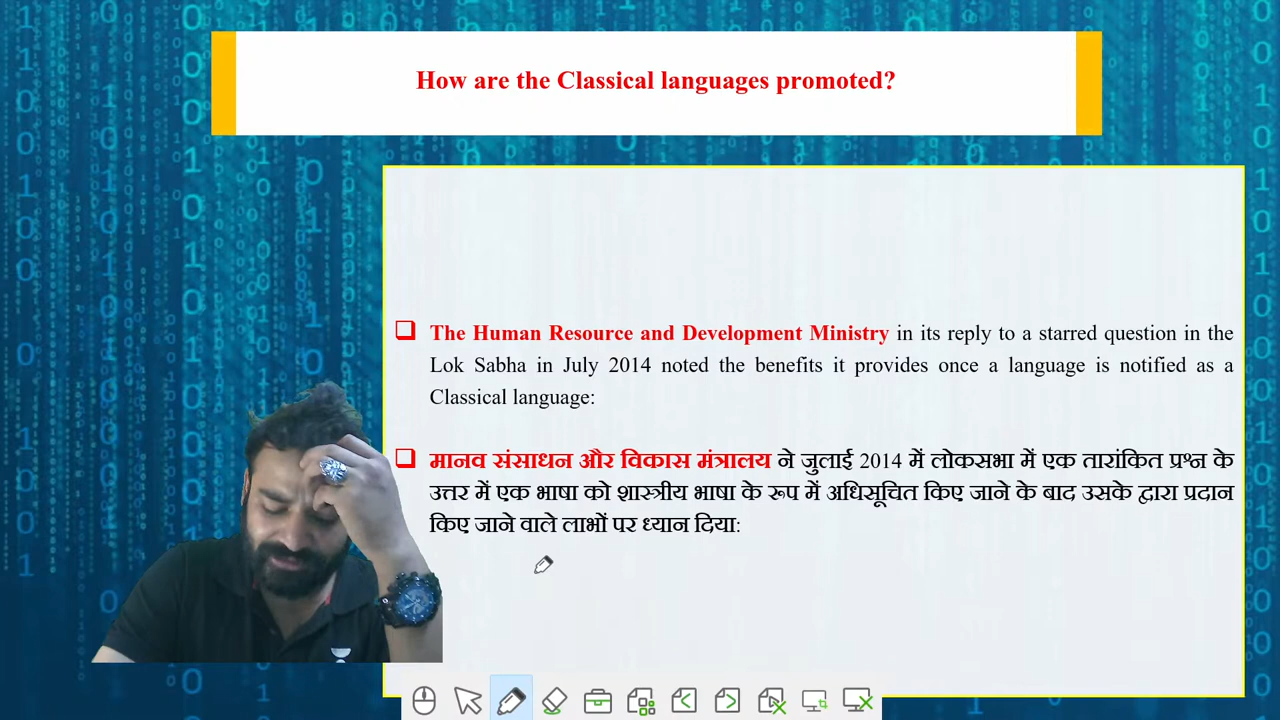 How are the Classical languages promoted?
The Human Resource and Development Ministry in its reply to a starred question in the
Lok Sabha in July 2014 noted the benefits it provides once a language is notified as a
Classical language:
मानव संसाधन और विकास मंत्रालय ने जुलाई 2014 में लोकसभा में एक तारांकित प्रश्न के
उत्तर में एक भाषा को शास्त्रीय भाषा के रूप में अधिसूचित किए जाने के बाद उसके द्वारा प्रदान
किए जाने वाले लाभों पर ध्यान दिया: